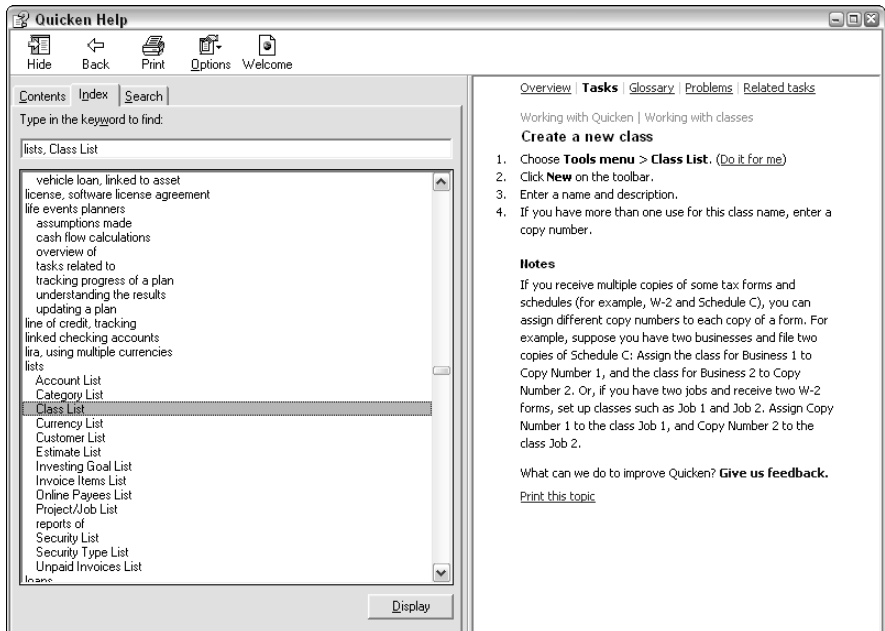 Quicken Help
Hide Back Print Options Welcome
Contents Index Search
Type in the keyword to find:
lists, Class List
vehicle loan, linked to asset
license, software license agreement
life events planners
assumptions made
cash flow calculations
overview of
tasks related to
tracking progress of a plan
understanding the results
updating a plan
line of credit, tracking
linked checking accounts
lira, using multiple currencies
lists
Account List
Category List
Class List
Currency List
Customer List
Estimate List
Investing Goal List
Invoice Items List
Online Payees List
Project/Job List
reports of
Security List
Security Type List
Unpaid Invoices List
loans
Display
Overview | Tasks | Glossary | Problems | Related tasks
Working with Quicken | Working with classes
Create a new class
1. Choose Tools menu > Class List. (Do it for me)
2. Click New on the toolbar.
3. Enter a name and description.
4. If you have more than one use for this class name, enter a
copy number.
Notes
If you receive multiple copies of some tax forms and
schedules (for example, W-2 and Schedule C), you can
assign different copy numbers to each copy of a form. For
example, suppose you have two businesses and file two
copies of Schedule C: Assign the class for Business 1 to
Copy Number 1, and the class for Business 2 to Copy
Number 2. Or, if you have two jobs and receive two W-2
forms, set up classes such as Job 1 and Job 2. Assign Copy
Number 1 to the class Job 1, and Copy Number 2 to the
class Job 2.
What can we do to improve Quicken? Give us feedback.
Print this topic